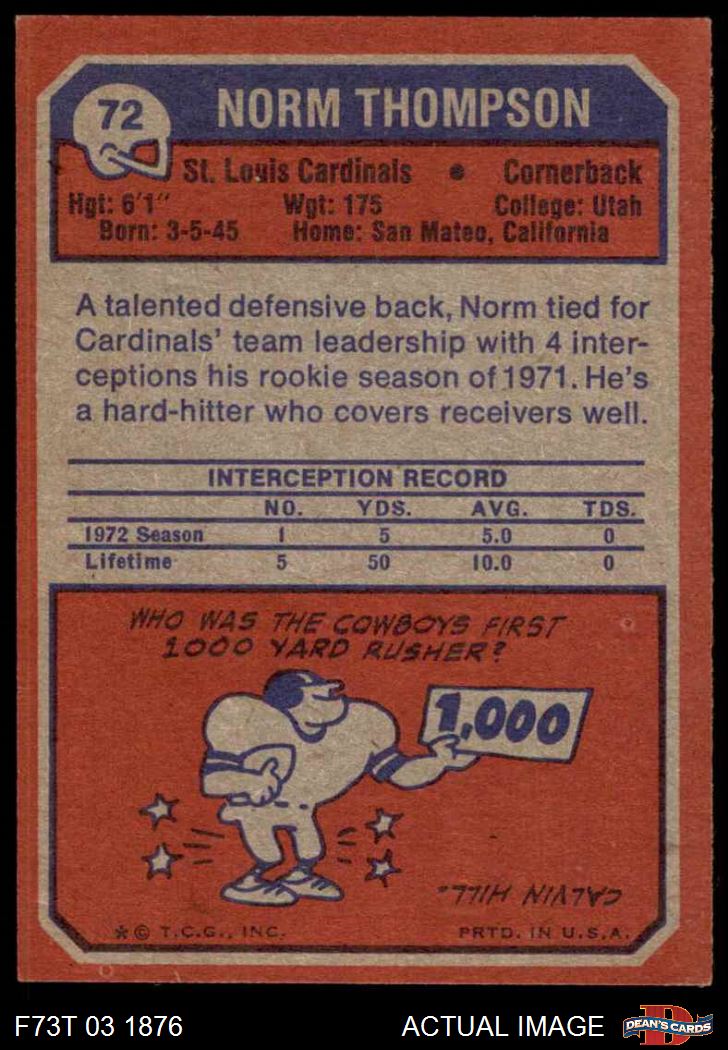 72
NORM THOMPSON
St. Louis Cardinals • Cornerback
Hgt: 6'1" Wgt: 175 College: Utah
Born: 3-5-45 Home: San Mateo, California
A talented defensive back, Norm tied for
Cardinals' team leadership with 4 inter-
ceptions his rookie season of 1971. He's
a hard-hitter who covers receivers well.
INTERCEPTION RECORD
NO. YDS. AVG. TDS.
1972 Season 1 5 5.0 0
Lifetime 5 50 10.0 0
WHO WAS THE COWBOYS FIRST
1000 YARD RUSHER?
1,000
CALVIN HILL.
* © T.C.G., INC. PRTD. IN U.S.A.
F73T 03 1876 ACTUAL IMAGE
D
DEAN'S CARDS